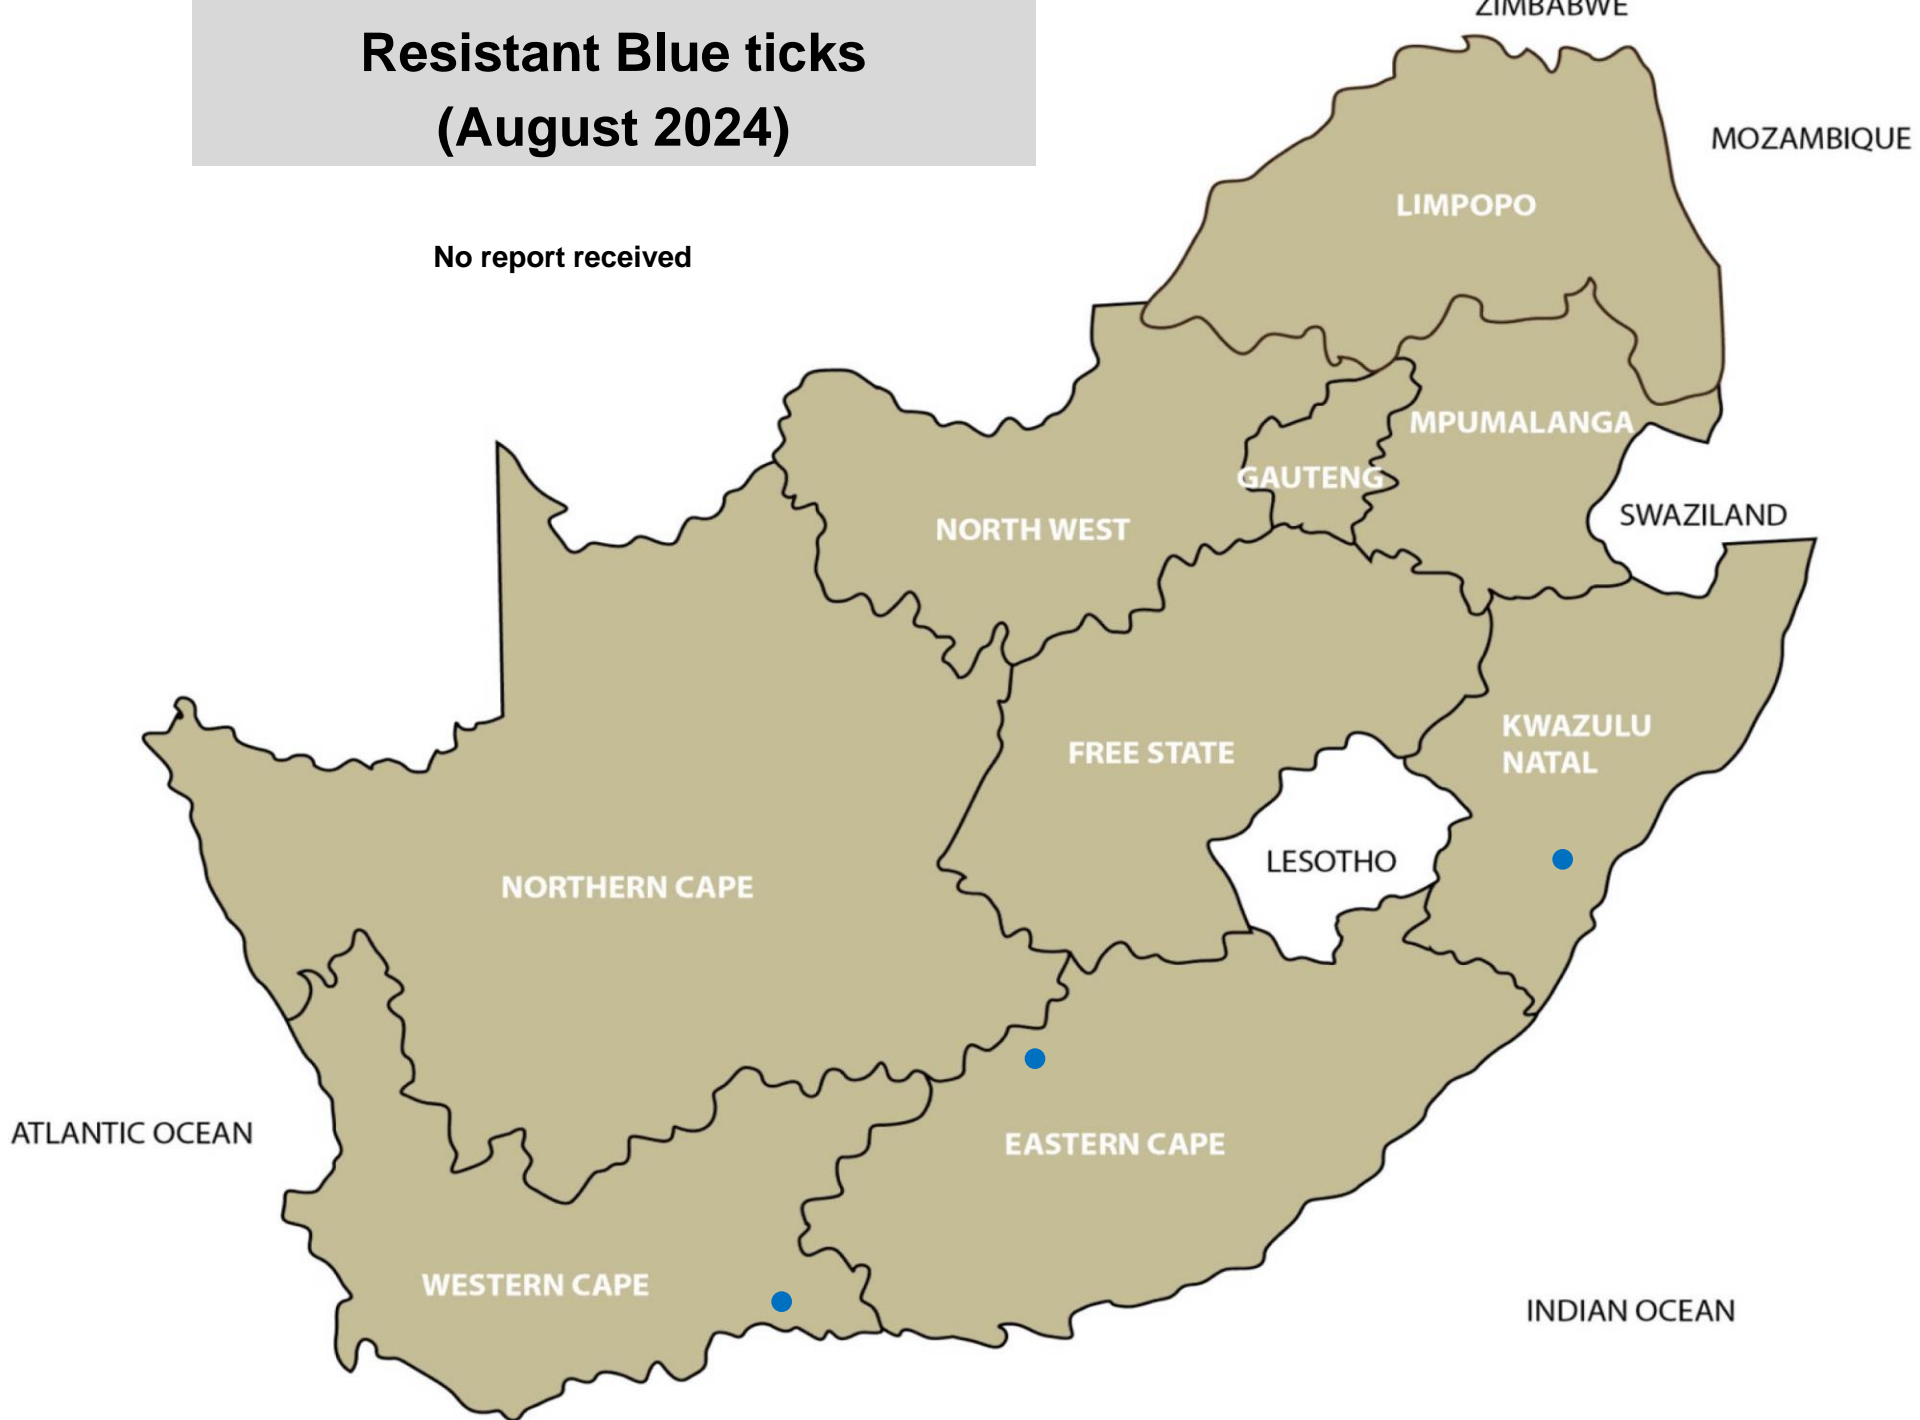 Resistant Blue ticks
(August 2024)
No report received
ZIMBABWE
MOZAMBIQUE
LIMPOPO
MPUMALANGA
GAUTENG
NORTH WEST
SWAZILAND
KWAZULU
NATAL
FREE STATE
LESOTHO
NORTHERN CAPE
ATLANTIC OCEAN
EASTERN CAPE
WESTERN CAPE
INDIAN OCEAN